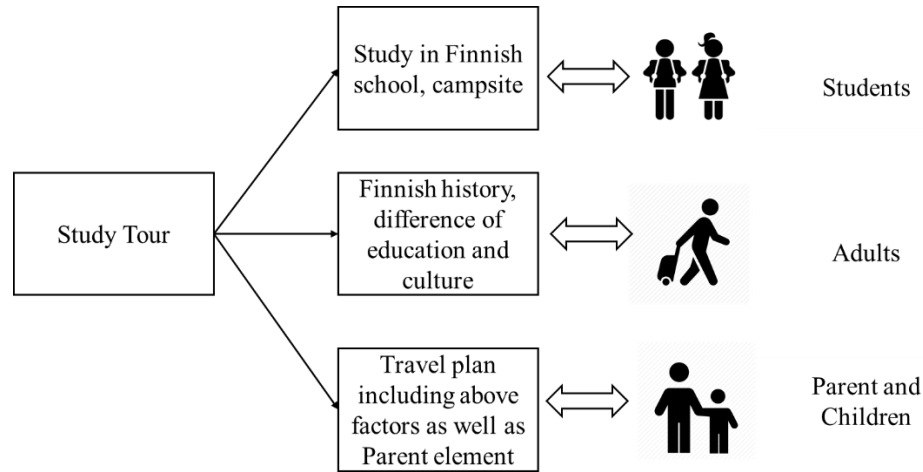 Study Tour
Study in Finnish
school, campsite
Students
Finnish history,
difference of
education and
culture
Adults
Travel plan
including above
factors as well as
Parent element
Parent and
Children